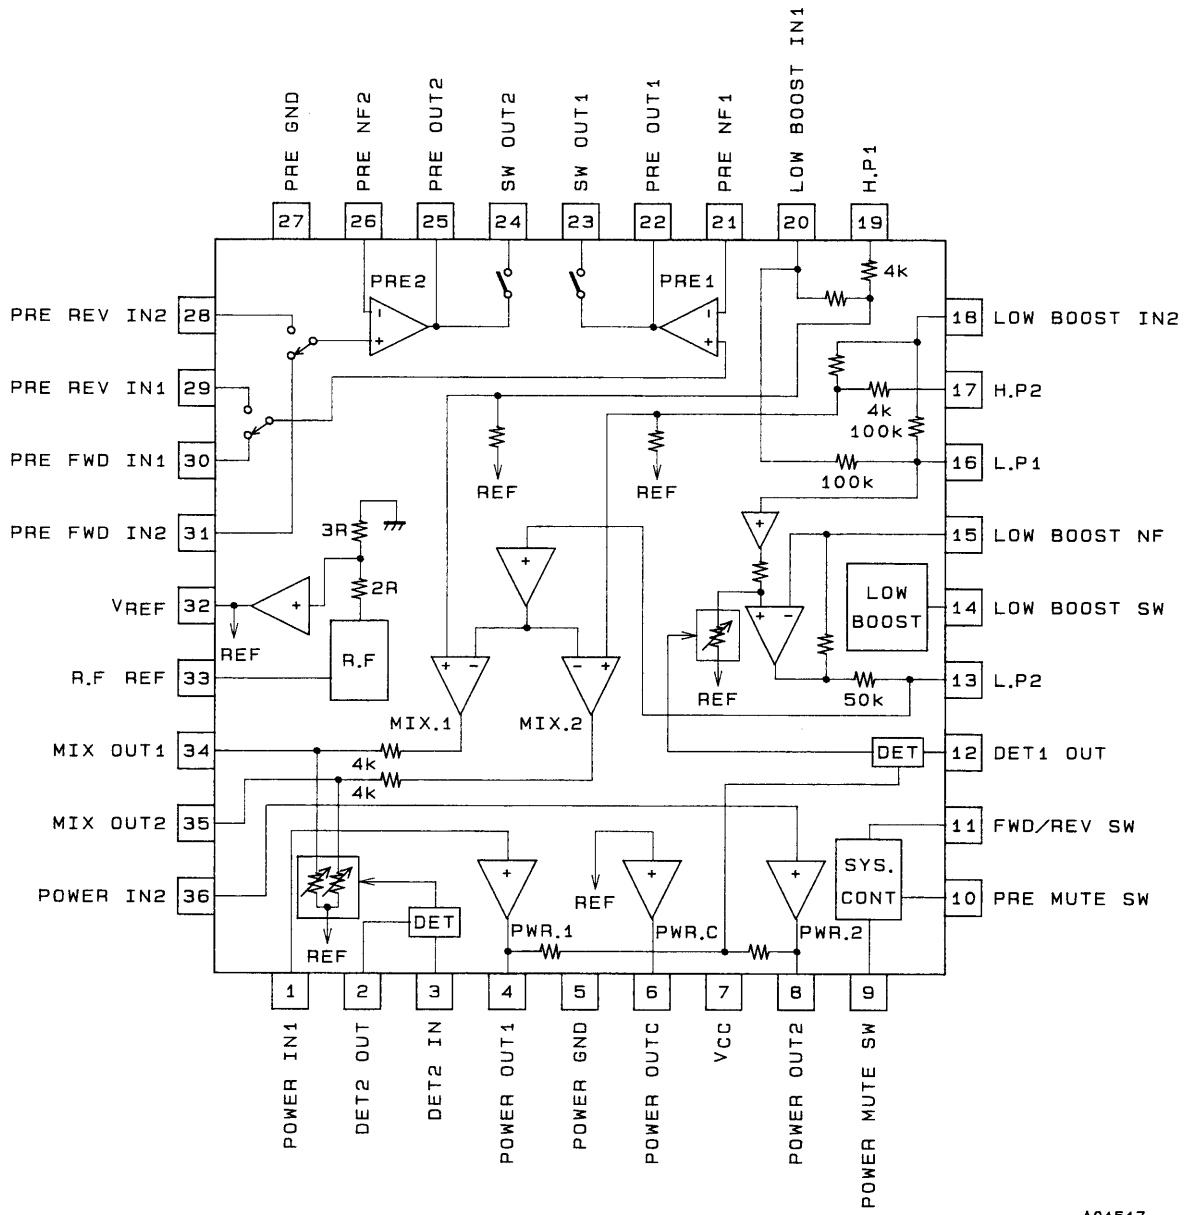 PRE GND
PRE NF2
PRE OUT2
SW OUT2
SW OUT1
PRE OUT1
PRE NF1
LOW BOOST IN1
H.P1
27
26
25
24
23
22
21
20
19
PRE2
PRE1
4k
PRE REV IN2
28
18
LOW BOOST IN2
PRE REV IN1
29
17
H.P2
4k
100k
PRE FWD IN1
30
16
L.P1
100k
REF
REF
PRE FWD IN2
31
3R
+
-
+
-
+
+
15
LOW BOOST NF
VREF
32
+
2R
+
-
LOW
BOOST
14
LOW BOOST SW
REF
R.F REF
33
R.F
+
-
-
+
REF
50k
13
L.P2
MIX.1
MIX.2
MIX OUT1
34
4k
DET
12
DET1 OUT
4k
MIX OUT2
35
11
FWD/REV SW
POWER IN2
36
+
REF
+
+
SYS.
CONT
10
PRE MUTE SW
DET
REF
PWR.1
PWR.C
PWR.2
1
2
3
4
5
6
7
8
9
POWER IN1
DET2 OUT
DET2 IN
POWER OUT1
POWER GND
POWER OUTC
VCC
POWER OUT2
POWER MUTE SW